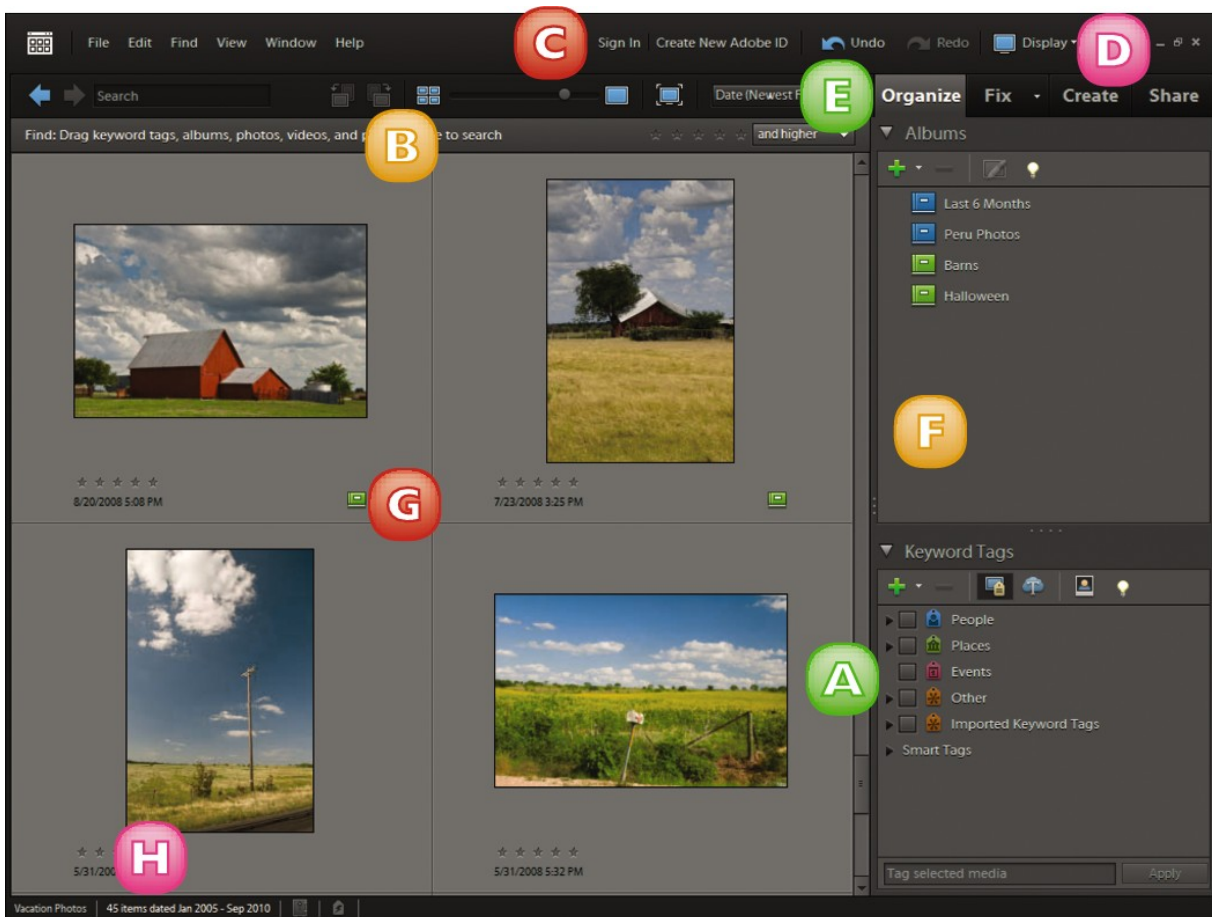 File Edit Find View Window Help
C
Sign In Create New Adobe ID
Undo Redo
Display
D
Search
Date (Newest F
E
Organize Fix Create Share
Find: Drag keyword tags, albums, photos, videos, and
B
to search
and higher
Albums
Last 6 Months
Peru Photos
Barns
Halloween
F
8/20/2008 5:08 PM
G
7/23/2008 3:25 PM
Keyword Tags
People
Places
Events
Other
Imported Keyword Tags
Smart Tags
A
H
5/31/200
5/31/2008 5:32 PM
Tag selected media Apply
Vacation Photos 45 items dated Jan 2005 - Sep 2010